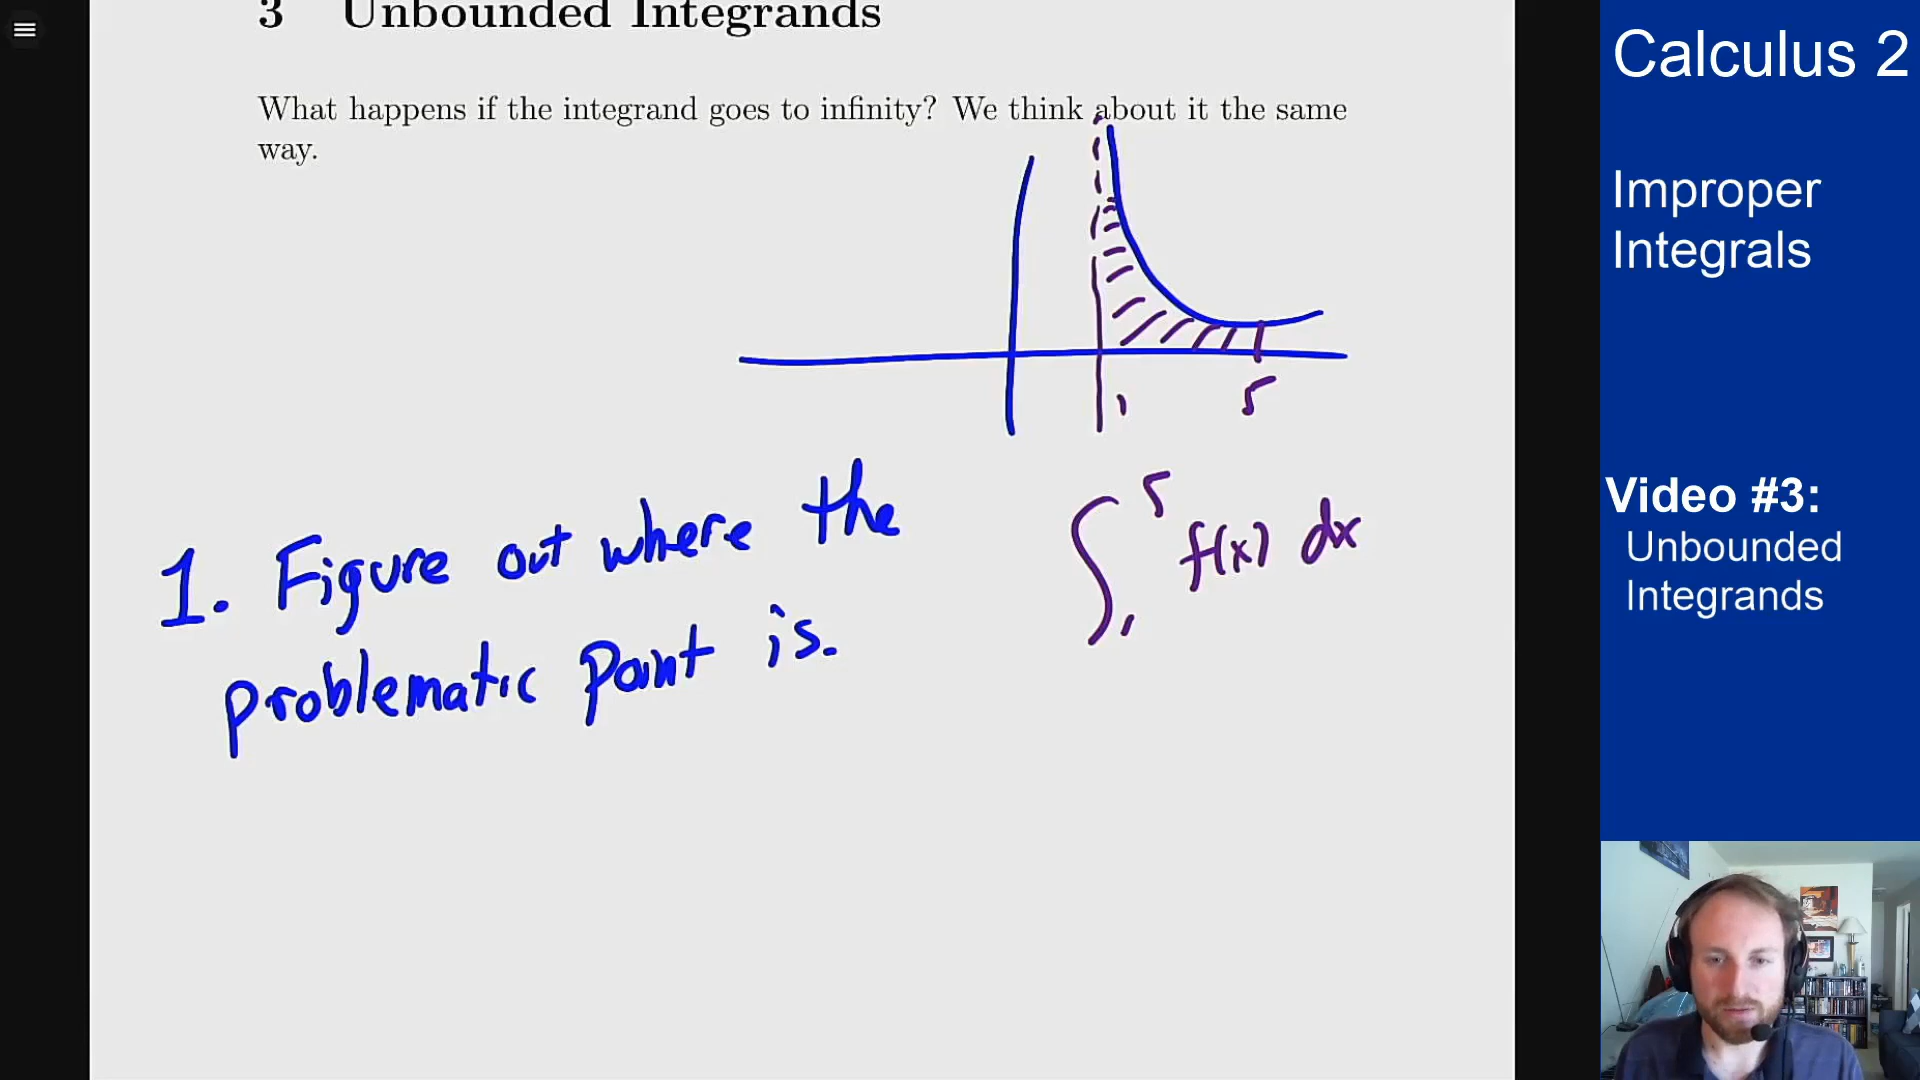 3 Unbounded Integrands
What happens if the integrand goes to infinity? We think about it the same
way.
1 5
1. Figure out where the
problematic point is.
∫₁⁵ f(x) dx
Calculus 2
Improper
Integrals
Video #3:
Unbounded
Integrands